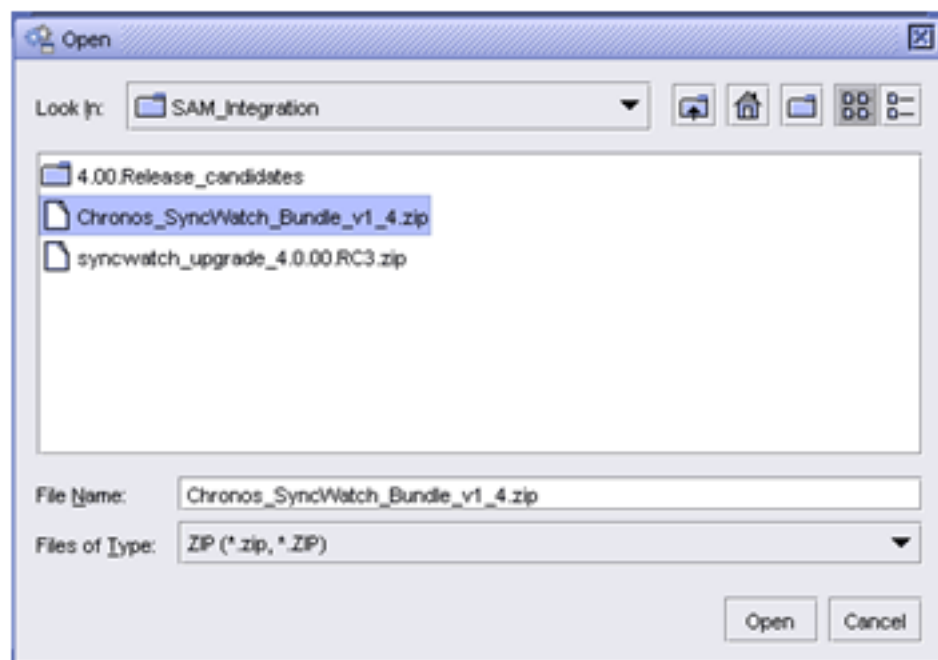 Open
Look In: SAM_Integration
4.00.Release_candidates
Chronos_SyncWatch_Bundle_v1_4.zip
syncwatch_upgrade_4.0.00.RC3.zip
File Name: Chronos_SyncWatch_Bundle_v1_4.zip
Files of Type: ZIP (*.zip, *.ZIP)
Open Cancel